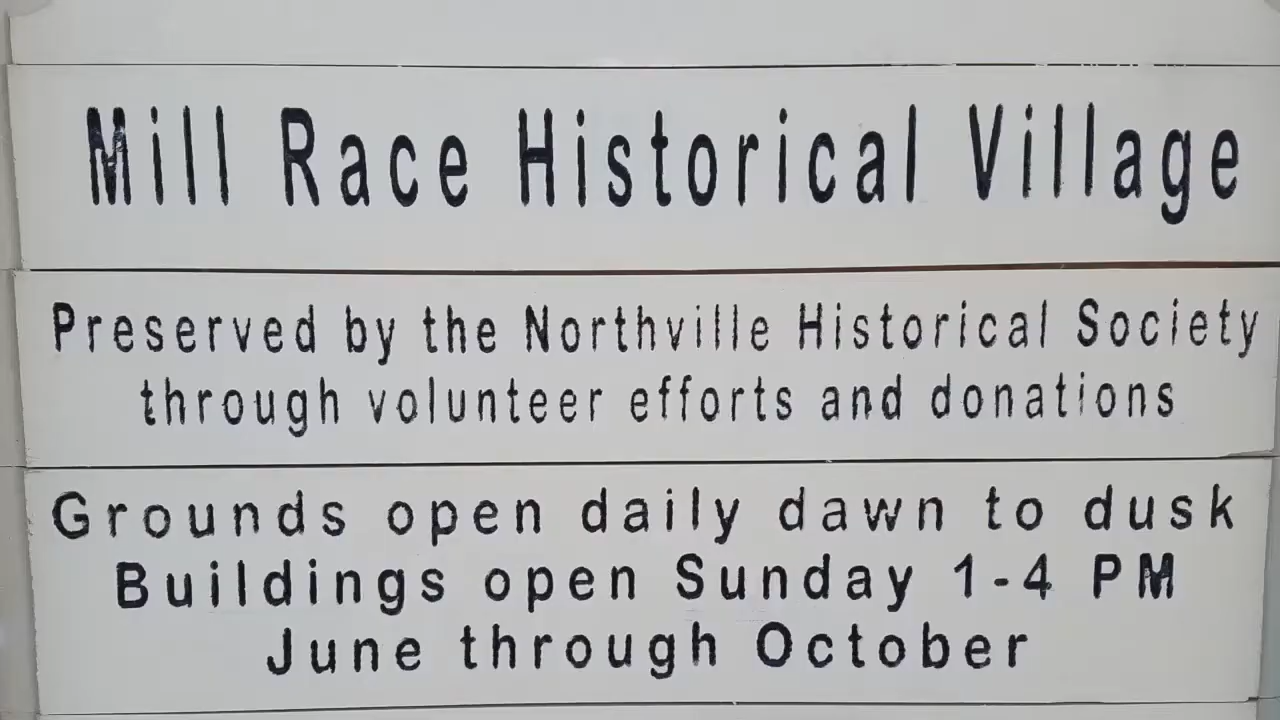 Mill Race Historical Village
Preserved by the Northville Historical Society
through volunteer efforts and donations
Grounds open daily dawn to dusk
Buildings open Sunday 1-4 PM
June through October